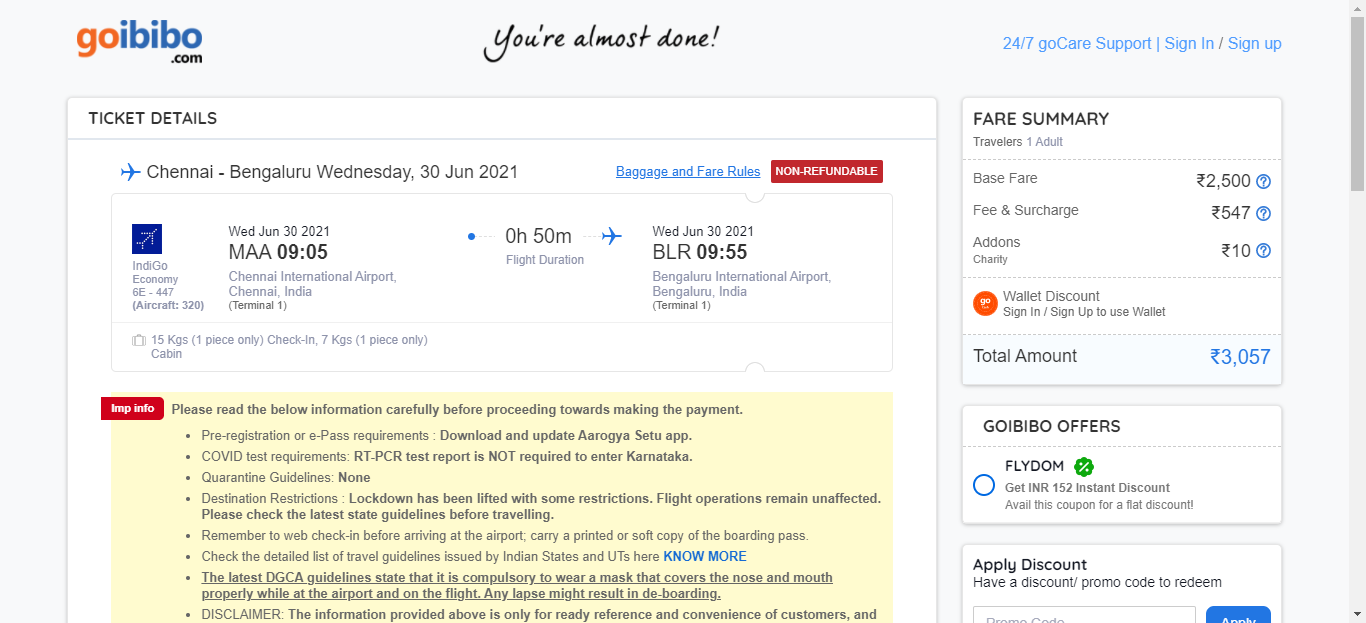 goibibo
.com
You're almost done!
24/7 goCare Support | Sign In / Sign up
TICKET DETAILS
Chennai - Bengaluru Wednesday, 30 Jun 2021
Baggage and Fare Rules
NON-REFUNDABLE
IndiGo
Economy
6E - 447
(Aircraft: 320)
Wed Jun 30 2021
MAA 09:05
Chennai International Airport,
Chennai, India
(Terminal 1)
0h 50m
Flight Duration
Wed Jun 30 2021
BLR 09:55
Bengaluru International Airport,
Bengaluru, India
(Terminal 1)
15 Kgs (1 piece only) Check-In, 7 Kgs (1 piece only)
Cabin
Imp info
Please read the below information carefully before proceeding towards making the payment.
Pre-registration or e-Pass requirements : Download and update Aarogya Setu app.
COVID test requirements: RT-PCR test report is NOT required to enter Karnataka.
Quarantine Guidelines: None
Destination Restrictions : Lockdown has been lifted with some restrictions. Flight operations remain unaffected.
Please check the latest state guidelines before travelling.
Remember to web check-in before arriving at the airport; carry a printed or soft copy of the boarding pass.
Check the detailed list of travel guidelines issued by Indian States and UTs here KNOW MORE
The latest DGCA guidelines state that it is compulsory to wear a mask that covers the nose and mouth
properly while at the airport and on the flight. Any lapse might result in de-boarding.
DISCLAIMER: The information provided above is only for ready reference and convenience of customers, and
FARE SUMMARY
Travelers 1 Adult
Base Fare
₹2,500
Fee & Surcharge
₹547
Addons
Charity
₹10
go
Wallet Discount
Sign In / Sign Up to use Wallet
Total Amount
₹3,057
GOIBIBO OFFERS
FLYDOM
Get INR 152 Instant Discount
Avail this coupon for a flat discount!
Apply Discount
Have a discount/ promo code to redeem
Promo Code
Apply